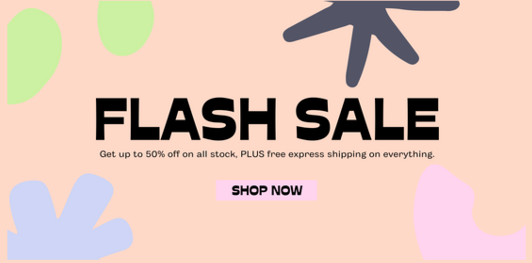 FLASH SALE
Get up to 50% off on all stock, PLUS free express shipping on everything.
SHOP NOW